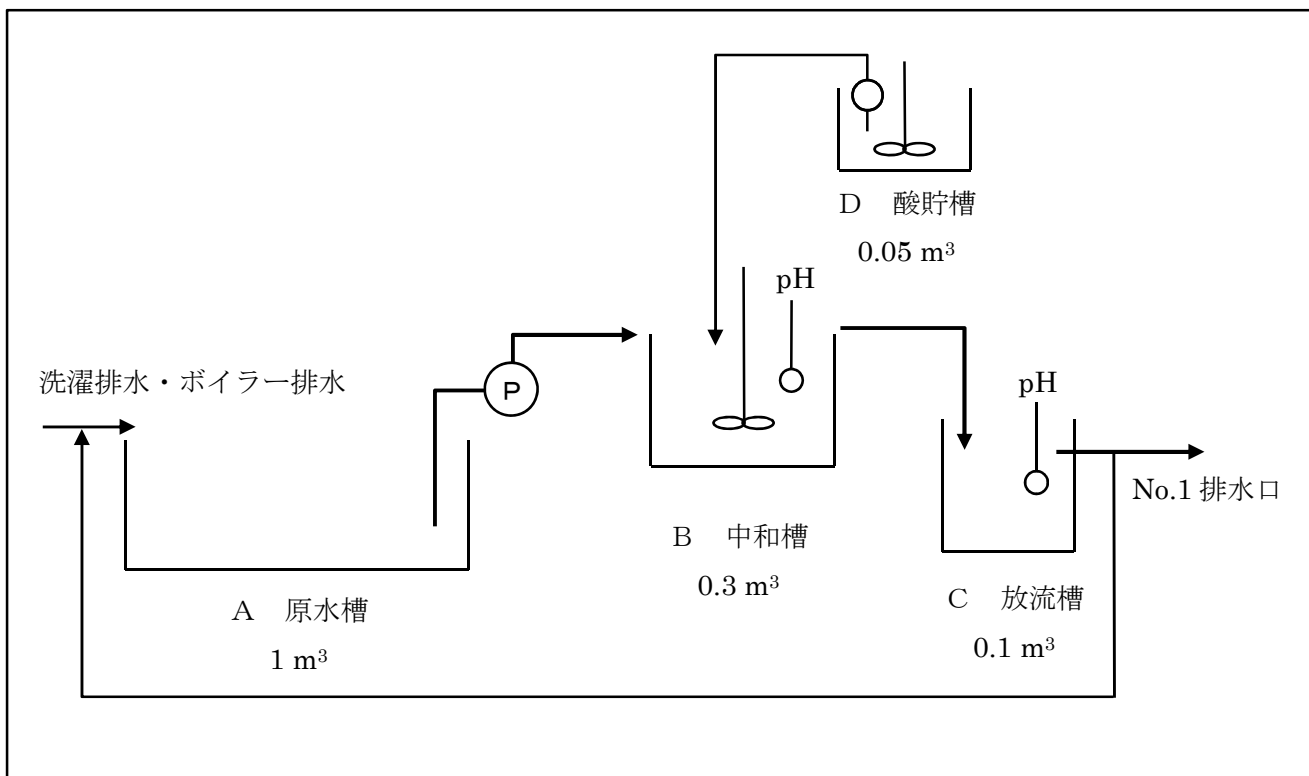 Ｄ　酸貯槽
0.05 m³
pH
洗濯排水・ボイラー排水
Ｐ
pH
No.1 排水口
Ｂ　中和槽
0.3 m³
Ｃ　放流槽
0.1 m³
Ａ　原水槽
1 m³